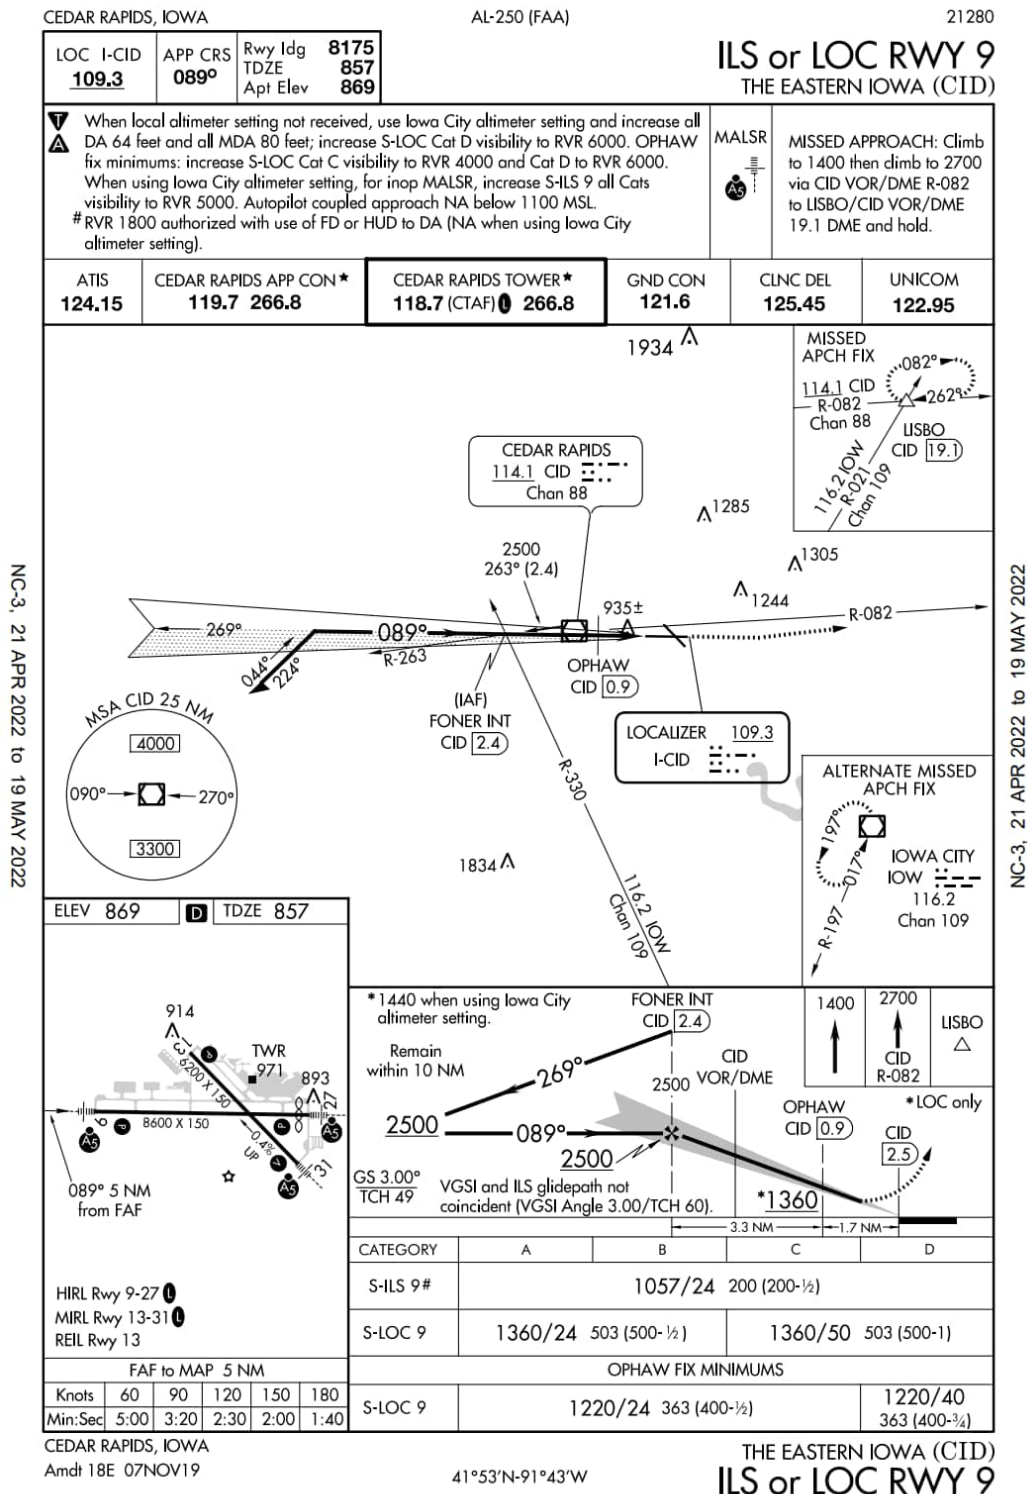 CEDAR RAPIDS, IOWA
AL-250 (FAA)
21280
LOC I-CID
109.3
APP CRS
089°
Rwy ldg 8175
TDZE 857
Apt Elev 869
ILS or LOC RWY 9
THE EASTERN IOWA (CID)
T
A
When local altimeter setting not received, use Iowa City altimeter setting and increase all
DA 64 feet and all MDA 80 feet; increase S-LOC Cat D visibility to RVR 6000. OPHAW
fix minimums: increase S-LOC Cat C visibility to RVR 4000 and Cat D to RVR 6000.
When using Iowa City altimeter setting, for inop MALSR, increase S-ILS 9 all Cats
visibility to RVR 5000. Autopilot coupled approach NA below 1100 MSL.
# RVR 1800 authorized with use of FD or HUD to DA (NA when using Iowa City
altimeter setting).
MALSR
A5
MISSED APPROACH: Climb
to 1400 then climb to 2700
via CID VOR/DME R-082
to LISBO/CID VOR/DME
19.1 DME and hold.
ATIS
124.15
CEDAR RAPIDS APP CON★
119.7 266.8
CEDAR RAPIDS TOWER★
118.7 (CTAF) L 266.8
GND CON
121.6
CLNC DEL
125.45
UNICOM
122.95
1934
MISSED
APCH FIX
082°
114.1 CID
R-082
Chan 88
262°
LISBO
CID 19.1
116.2 IOW
R-021
Chan 109
CEDAR RAPIDS
114.1 CID
Chan 88
1285
1305
1244
2500
263° (2.4)
935±
R-082
269°
089°
R-263
044°
224°
OPHAW
CID 0.9
(IAF)
FONER INT
CID 2.4
LOCALIZER 109.3
I-CID
R-330
116.2 IOW
Chan 109
MSA CID 25 NM
4000
090°
270°
3300
1834
ALTERNATE MISSED
APCH FIX
197°
017°
R-197
IOWA CITY
IOW
116.2
Chan 109
NC-3, 21 APR 2022 to 19 MAY 2022
NC-3, 21 APR 2022 to 19 MAY 2022
ELEV 869
D
TDZE 857
914
13
P
TWR
971
893
6200 X 150
27
9
P
8600 X 150
P
A5
A5
0.4%
UP
V
31
A5
089° 5 NM
from FAF
HIRL Rwy 9-27 L
MIRL Rwy 13-31 L
REIL Rwy 13
FAF to MAP 5 NM
Knots 60 90 120 150 180
Min:Sec 5:00 3:20 2:30 2:00 1:40
*1440 when using Iowa City
altimeter setting.
Remain
within 10 NM
FONER INT
CID 2.4
1400
2700
CID
R-082
LISBO
269°
2500
CID
VOR/DME
*LOC only
OPHAW
CID 0.9
CID
2.5
2500
089°
2500
GS 3.00°
TCH 49
VGSI and ILS glidepath not
coincident (VGSI Angle 3.00/TCH 60).
*1360
3.3 NM
1.7 NM
CATEGORY A B C D
S-ILS 9# 1057/24 200 (200-½)
S-LOC 9 1360/24 503 (500-½) 1360/50 503 (500-1)
OPHAW FIX MINIMUMS
S-LOC 9 1220/24 363 (400-½) 1220/40
363 (400-¾)
CEDAR RAPIDS, IOWA
Amdt 18E 07NOV19
41°53'N-91°43'W
THE EASTERN IOWA (CID)
ILS or LOC RWY 9